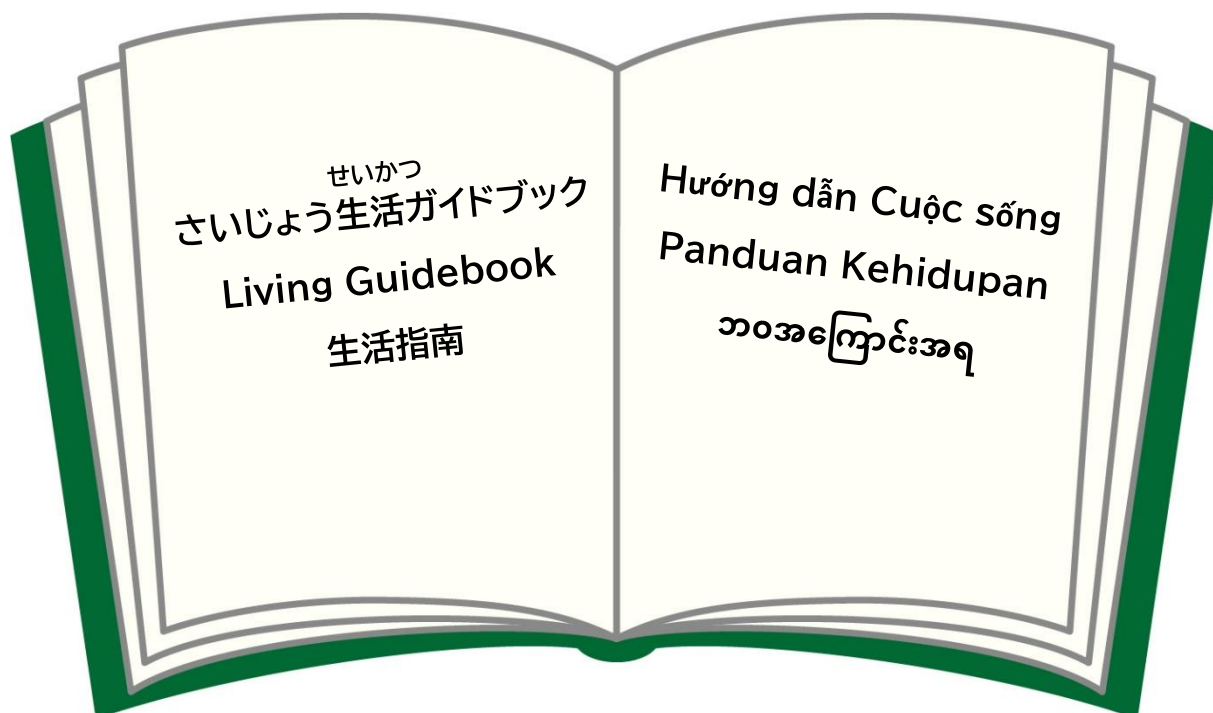 せいかつ
さいじょう生活ガイドブック
Living Guidebook
生活指南
Hướng dẫn Cuộc sống
Panduan Kehidupan
ဘဝအကြောင်းအရ